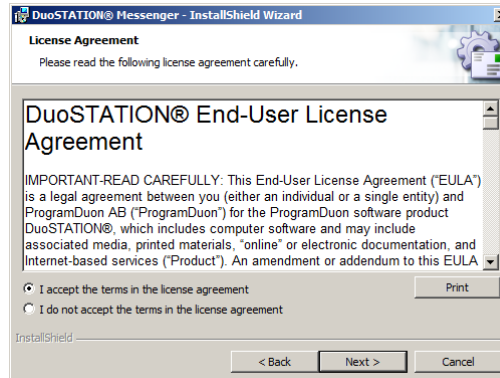 DuoSTATION® Messenger - InstallShield Wizard
License Agreement
Please read the following license agreement carefully.
DuoSTATION® End-User License
Agreement
IMPORTANT-READ CAREFULLY: This End-User License Agreement (“EULA”)
is a legal agreement between you (either an individual or a single entity) and
ProgramDuon AB (“ProgramDuon”) for the ProgramDuon software product
DuoSTATION®, which includes computer software and may include
associated media, printed materials, “online” or electronic documentation, and
Internet-based services (“Product”). An amendment or addendum to this EULA
I accept the terms in the license agreement
Print
I do not accept the terms in the license agreement
InstallShield
< Back
Next >
Cancel